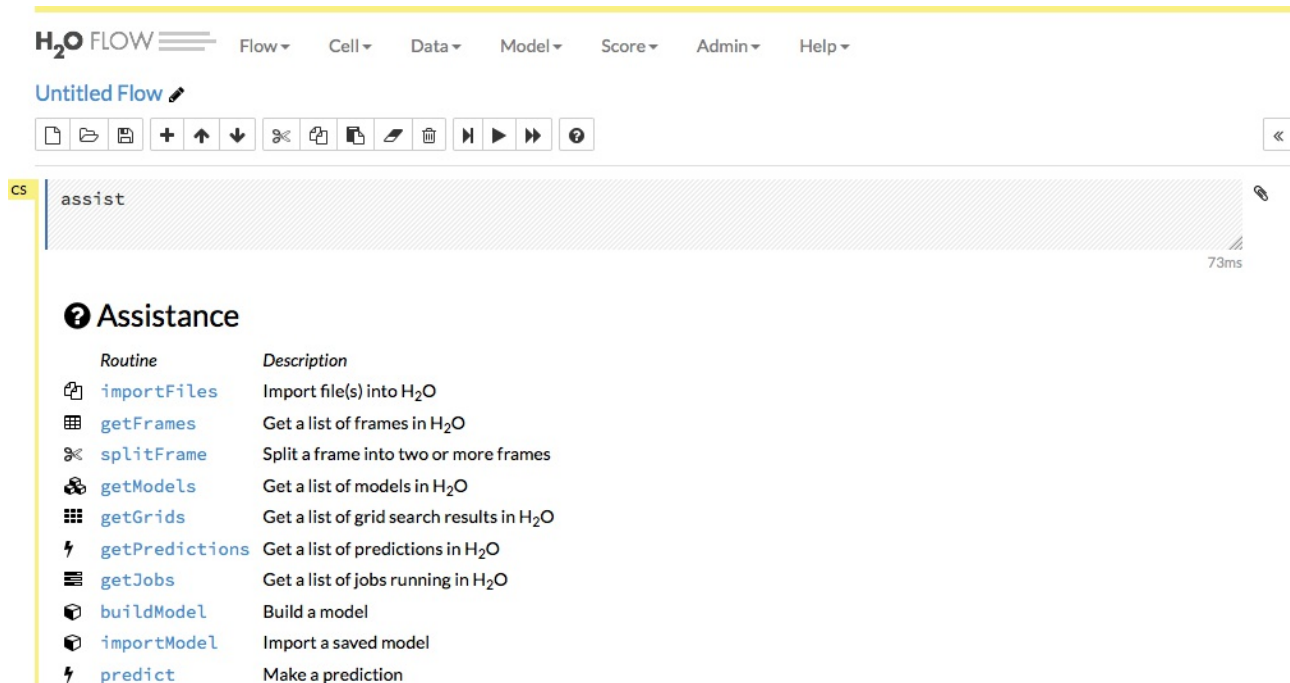 H₂O FLOW Flow Cell Data Model Score Admin Help
Untitled Flow
CS
assist
73ms
Assistance
Routine Description
importFiles Import file(s) into H₂O
getFrames Get a list of frames in H₂O
splitFrame Split a frame into two or more frames
getModels Get a list of models in H₂O
getGrids Get a list of grid search results in H₂O
getPredictions Get a list of predictions in H₂O
getJobs Get a list of jobs running in H₂O
buildModel Build a model
importModel Import a saved model
predict Make a prediction